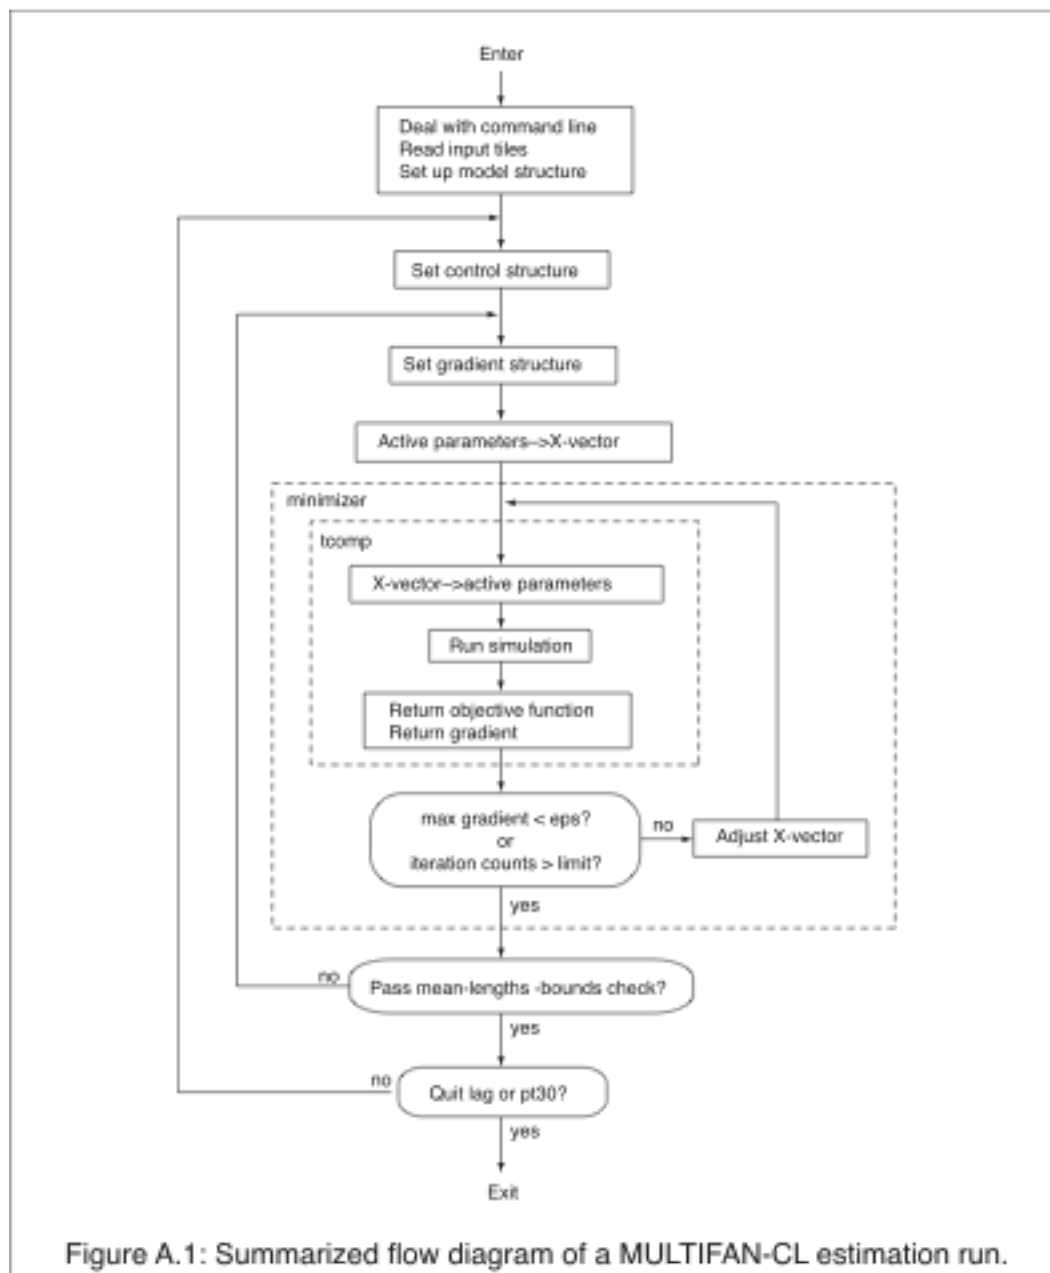 Enter
Deal with command line
Read input tiles
Set up model structure
Set control structure
Set gradient structure
Active parameters–>X-vector
minimizer
tcomp
X-vector–>active parameters
Run simulation
Return objective function
Return gradient
max gradient < eps?
or
iteration counts > limit?
no
Adjust X-vector
yes
no
Pass mean-lengths -bounds check?
yes
no
Quit lag or pt30?
yes
Exit
Figure A.1: Summarized flow diagram of a MULTIFAN-CL estimation run.